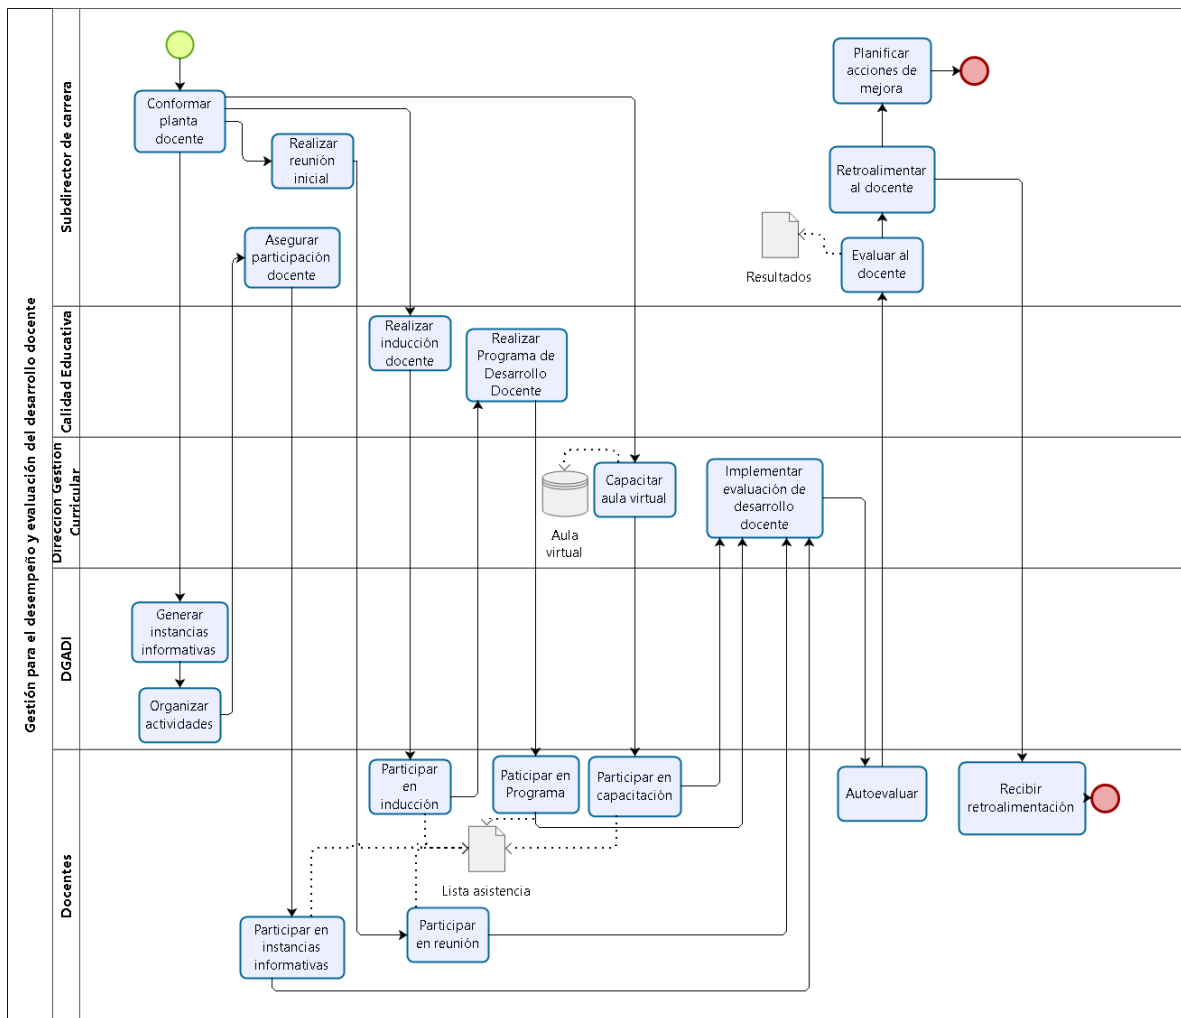 Gestión para el desempeño y evaluación del desarrollo docente
Subdirector de carrera
Conformar
planta
docente
Realizar
reunión
inicial
Asegurar
participación
docente
Planificar
acciones de
mejora
Retroalimentar
al docente
Evaluar al
docente
Resultados
Calidad Educativa
Realizar
inducción
docente
Realizar
Programa de
Desarrollo
Docente
Dirección Gestión
Curricular
Aula
virtual
Capacitar
aula virtual
Implementar
evaluación de
desarrollo
docente
DGADI
Generar
instancias
informativas
Organizar
actividades
Docentes
Participar
en
inducción
Paticipar en
Programa
Participar en
capacitación
Autoevaluar
Recibir
retroalimentación
Lista asistencia
Participar en
instancias
informativas
Participar
en reunión